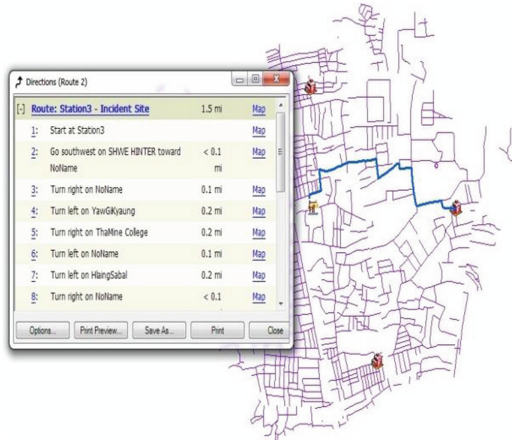 Directions (Route 2)
[-] Route: Station3 - Incident Site 1.5 mi Map
1: Start at Station3 Map
2: Go southwest on SHWE HINTER toward < 0.1 Map
NoName mi
3: Turn right on NoName 0.1 mi Map
4: Turn left on YawGiKyaung 0.2 mi Map
5: Turn right on ThaMine College 0.2 mi Map
6: Turn left on NoName 0.1 mi Map
7: Turn left on HlaingSabal 0.2 mi Map
8: Turn right on NoName < 0.1 Map
Options... Print Preview... Save As... Print Close